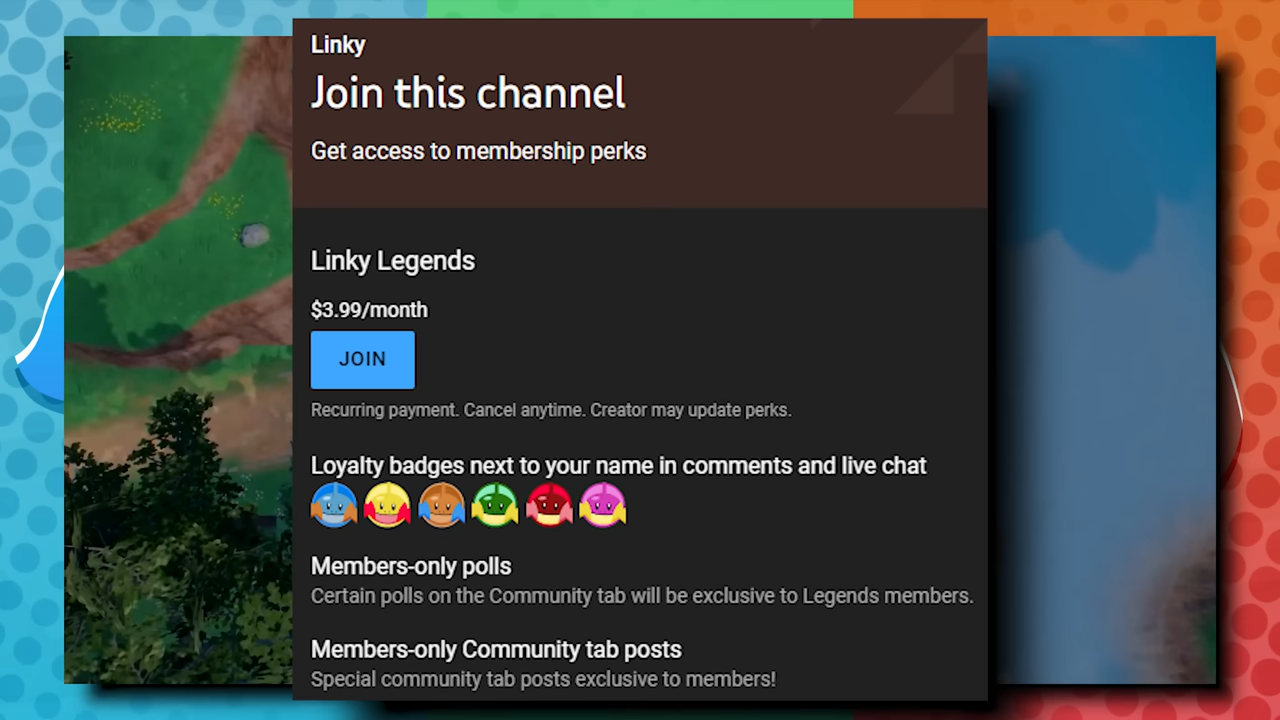 Linky
Join this channel
Get access to membership perks
Linky Legends
$3.99/month
JOIN
Recurring payment. Cancel anytime. Creator may update perks.
Loyalty badges next to your name in comments and live chat
Members-only polls
Certain polls on the Community tab will be exclusive to Legends members.
Members-only Community tab posts
Special community tab posts exclusive to members!